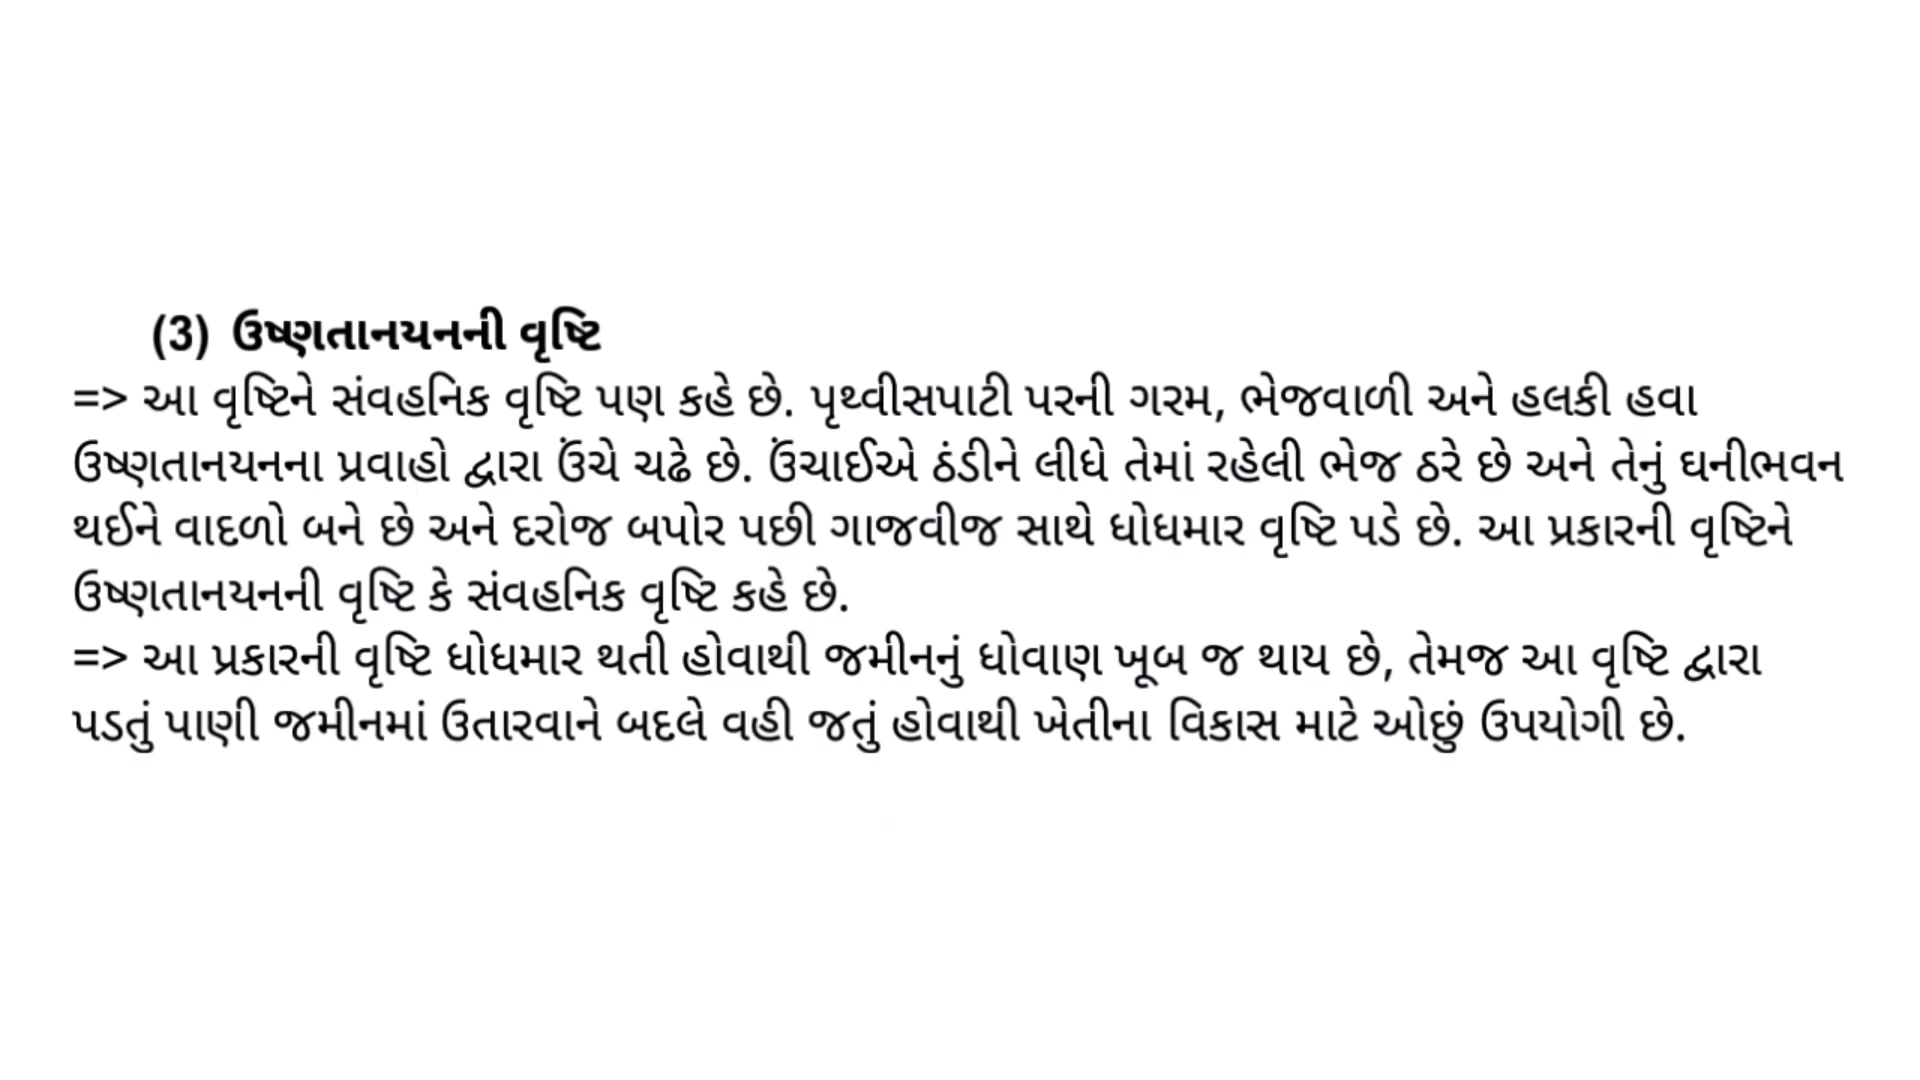 (3) ઉષ્ણતાનયનની વૃષ્ટિ
=> આ વૃષ્ટિને સંવહનિક વૃષ્ટિ પણ કહે છે. પૃથ્વીસપાટી પરની ગરમ, ભેજવાળી અને હલકી હવા
ઉષ્ણતાનયનના પ્રવાહો દ્વારા ઉંચે ચઢે છે. ઉંચાઈએ ઠંડીને લીધે તેમાં રહેલી ભેજ ઠરે છે અને તેનું ઘનીભવન
થઈને વાદળો બને છે અને દરોજ બપોર પછી ગાજવીજ સાથે ધોધમાર વૃષ્ટિ પડે છે. આ પ્રકારની વૃષ્ટિને
ઉષ્ણતાનયનની વૃષ્ટિ કે સંવહનિક વૃષ્ટિ કહે છે.
=> આ પ્રકારની વૃષ્ટિ ધોધમાર થતી હોવાથી જમીનનું ધોવાણ ખૂબ જ થાય છે, તેમજ આ વૃષ્ટિ દ્વારા
પડતું પાણી જમીનમાં ઉતારવાને બદલે વહી જતું હોવાથી ખેતીના વિકાસ માટે ઓછું ઉપયોગી છે.